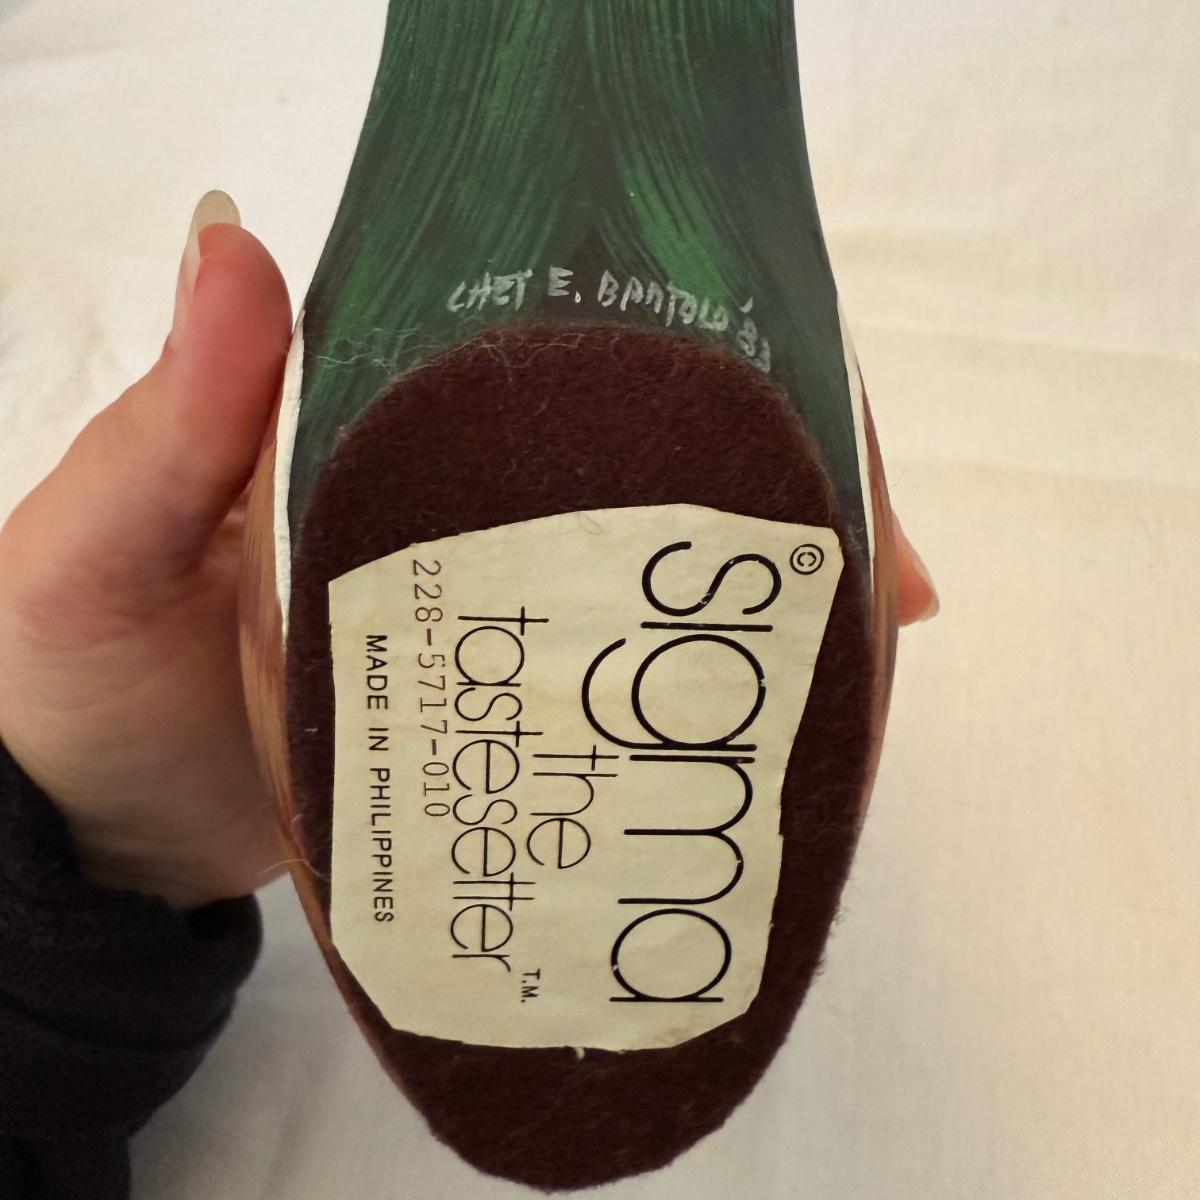 CHET E. BARTOLO '83
sigma ©
the
tastesetter T.M.
228-5717-010
MADE IN PHILIPPINES